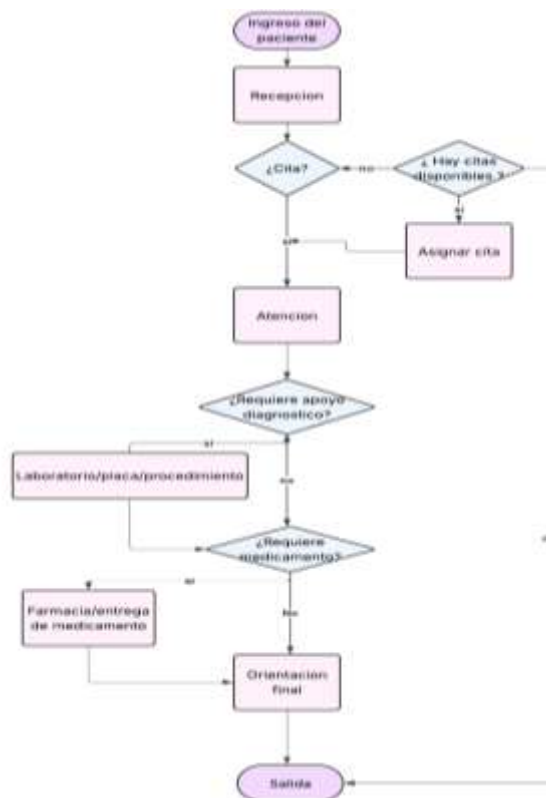 Ingreso del
paciente
Recepcion
¿Cita?
no
¿ Hay citas
disponibles ?
si
Asignar cita
si
Atencion
¿Requiere apoyo
diagnostico?
si
Laboratorio/placa/procedimiento
no
¿Requiere
medicamento?
si
Farmacia/entrega
de medicamento
No
Orientacion
final
Salida